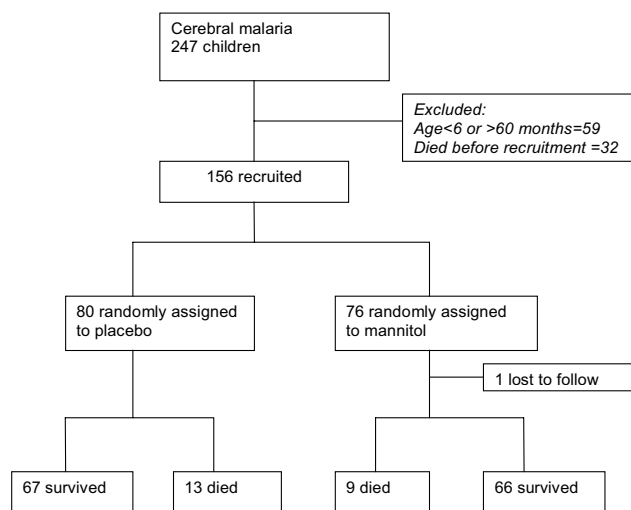 Cerebral malaria
247 children
Excluded:
Age<6 or >60 months=59
Died before recruitment =32
156 recruited
80 randomly assigned
to placebo
76 randomly assigned
to mannitol
1 lost to follow
67 survived
13 died
9 died
66 survived